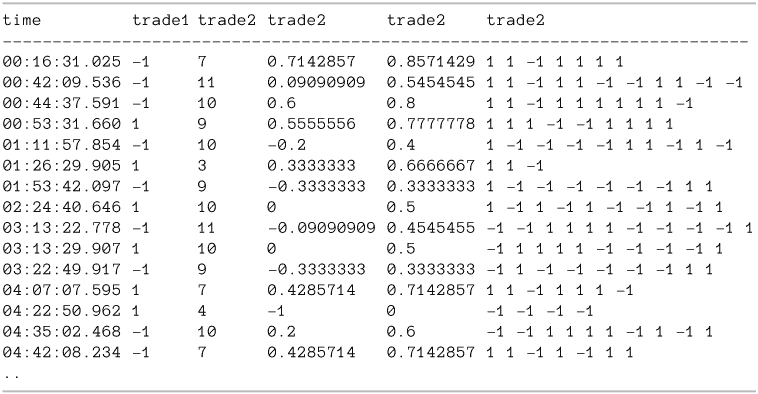 time trade1 trade2 trade2 trade2 trade2
-----------------------------------------------------------------------------
00:16:31.025 -1 7 0.7142857 0.8571429 1 1 -1 1 1 1 1
00:42:09.536 -1 11 0.09090909 0.5454545 1 1 -1 1 1 -1 -1 1 1 -1 -1
00:44:37.591 -1 10 0.6 0.8 1 1 -1 1 1 1 1 1 1 -1
00:53:31.660 1 9 0.5555556 0.7777778 1 1 1 -1 -1 1 1 1 1
01:11:57.854 -1 10 -0.2 0.4 1 -1 -1 -1 -1 1 1 -1 1 -1
01:26:29.905 1 3 0.3333333 0.6666667 1 1 -1
01:53:42.097 -1 9 -0.3333333 0.3333333 1 -1 -1 -1 -1 -1 -1 1 1
02:24:40.646 1 10 0 0.5 1 -1 1 -1 1 -1 -1 1 -1 1
03:13:22.778 -1 11 -0.09090909 0.4545455 -1 -1 1 1 1 1 -1 -1 -1 -1 1
03:13:29.907 1 10 0 0.5 -1 1 1 1 1 -1 -1 -1 -1 1
03:22:49.917 -1 9 -0.3333333 0.3333333 -1 1 -1 -1 -1 -1 -1 1 1
04:07:07.595 1 7 0.4285714 0.7142857 1 1 -1 1 1 1 -1
04:22:50.962 1 4 -1 0 -1 -1 -1 -1
04:35:02.468 -1 10 0.2 0.6 -1 -1 1 1 1 1 -1 1 -1 1
04:42:08.234 -1 7 0.4285714 0.7142857 1 1 -1 1 -1 1 1
..